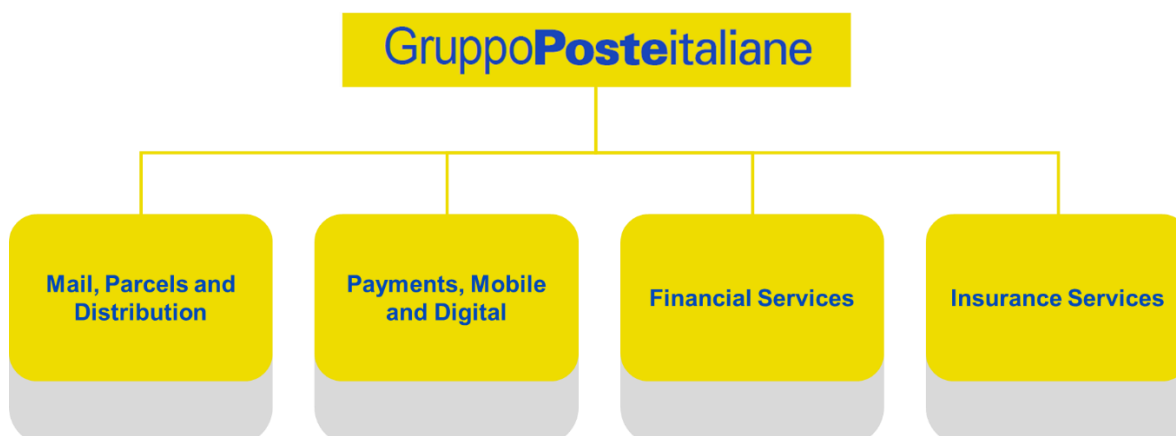 GruppoPosteitaliane
Mail, Parcels and
Distribution
Payments, Mobile
and Digital
Financial Services
Insurance Services